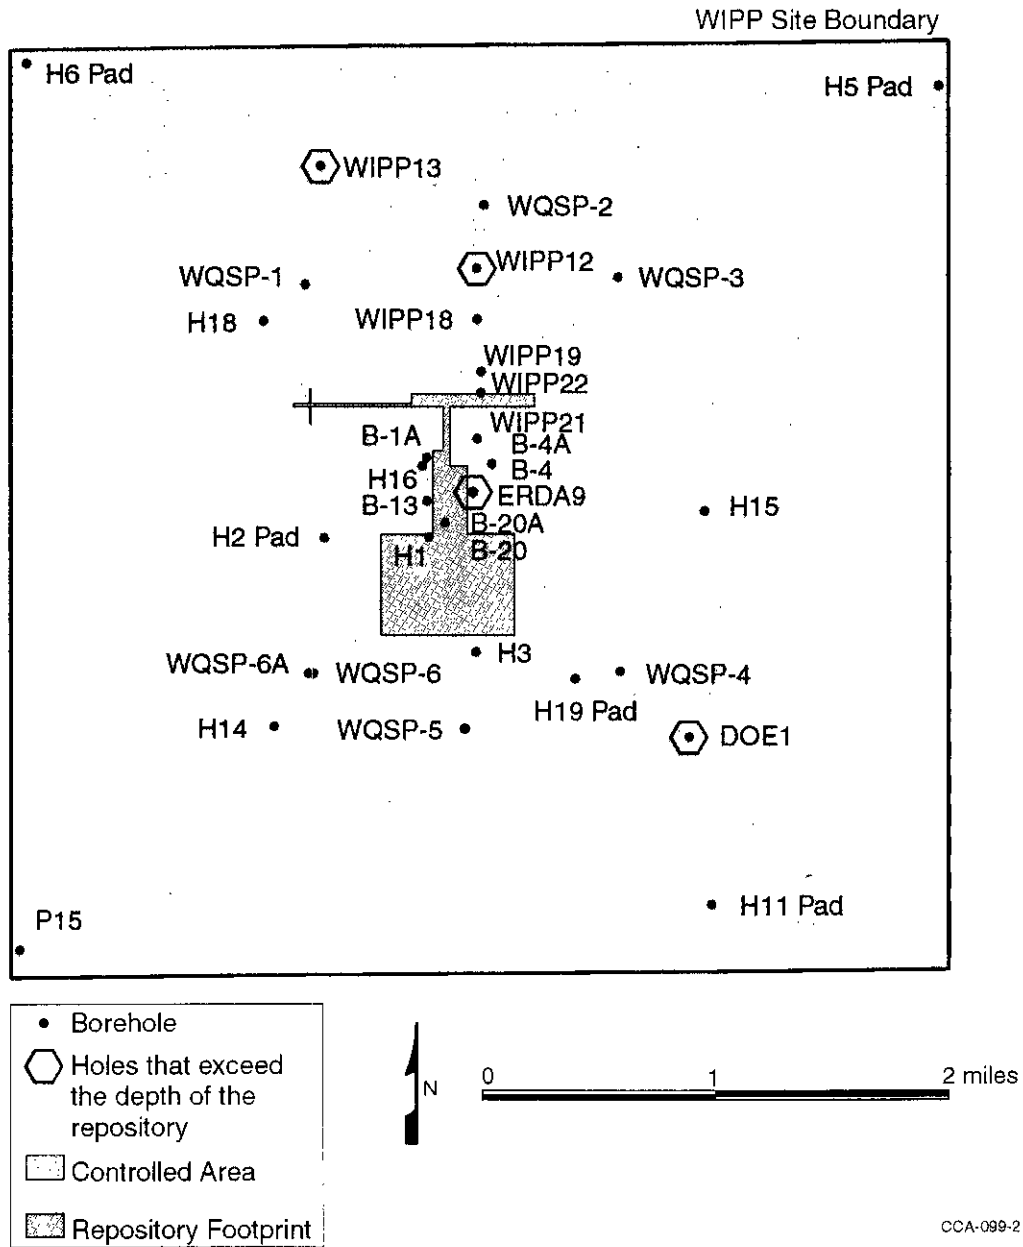 WIPP Site Boundary
H6 Pad
H5 Pad
WIPP13
WQSP-2
WIPP12
WQSP-1
WQSP-3
H18
WIPP18
WIPP19
WIPP22
WIPP21
B-1A
B-4A
H16
B-4
B-13
ERDA9
H15
H2 Pad
B-20A
H1
B-20
H3
WQSP-6A
WQSP-6
WQSP-4
H19 Pad
H14
WQSP-5
DOE1
H11 Pad
P15
Borehole
Holes that exceed
the depth of the
repository
Controlled Area
Repository Footprint
N
0 1 2 miles
CCA-099-2